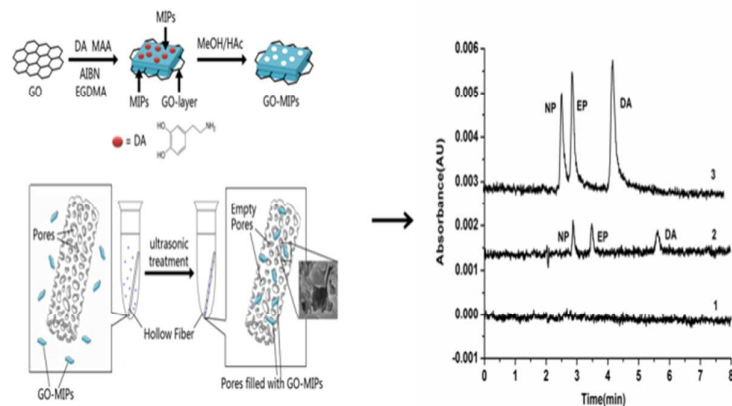 MIPs
DA MAA
AIBN
EGDMA
MeOH/HAc
GO
MIPs
GO-layer
GO-MIPs
= DA
HO
HO
NH₂
Pores
ultrasonic
treatment
Empty
Pores
Hollow Fiber
GO-MIPs
Pores filled with GO-MIPs
Absorbance(AU)
0.006
0.005
0.004
0.003
0.002
0.001
0.000
-0.001
NP
EP
DA
3
NP
EP
DA
2
1
0 1 2 3 4 5 6 7 8
Time(min)